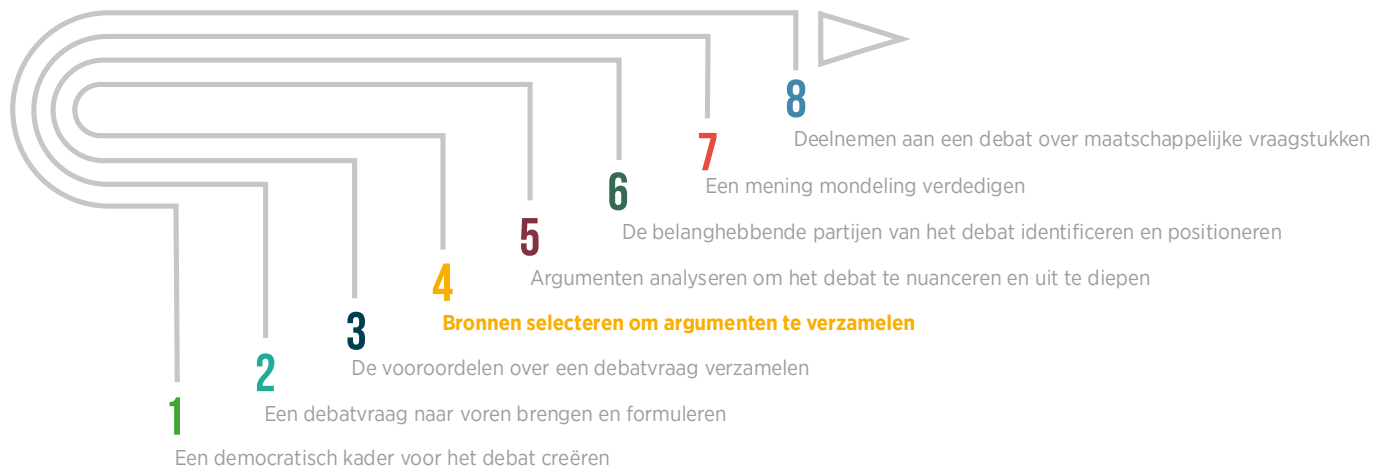 8
Deelnemen aan een debat over maatschappelijke vraagstukken
7
Een mening mondeling verdedigen
6
De belanghebbende partijen van het debat identificeren en positioneren
5
Argumenten analyseren om het debat te nuanceren en uit te diepen
4
Bronnen selecteren om argumenten te verzamelen
3
De vooroordelen over een debatvraag verzamelen
2
Een debatvraag naar voren brengen en formuleren
1
Een democratisch kader voor het debat creëren